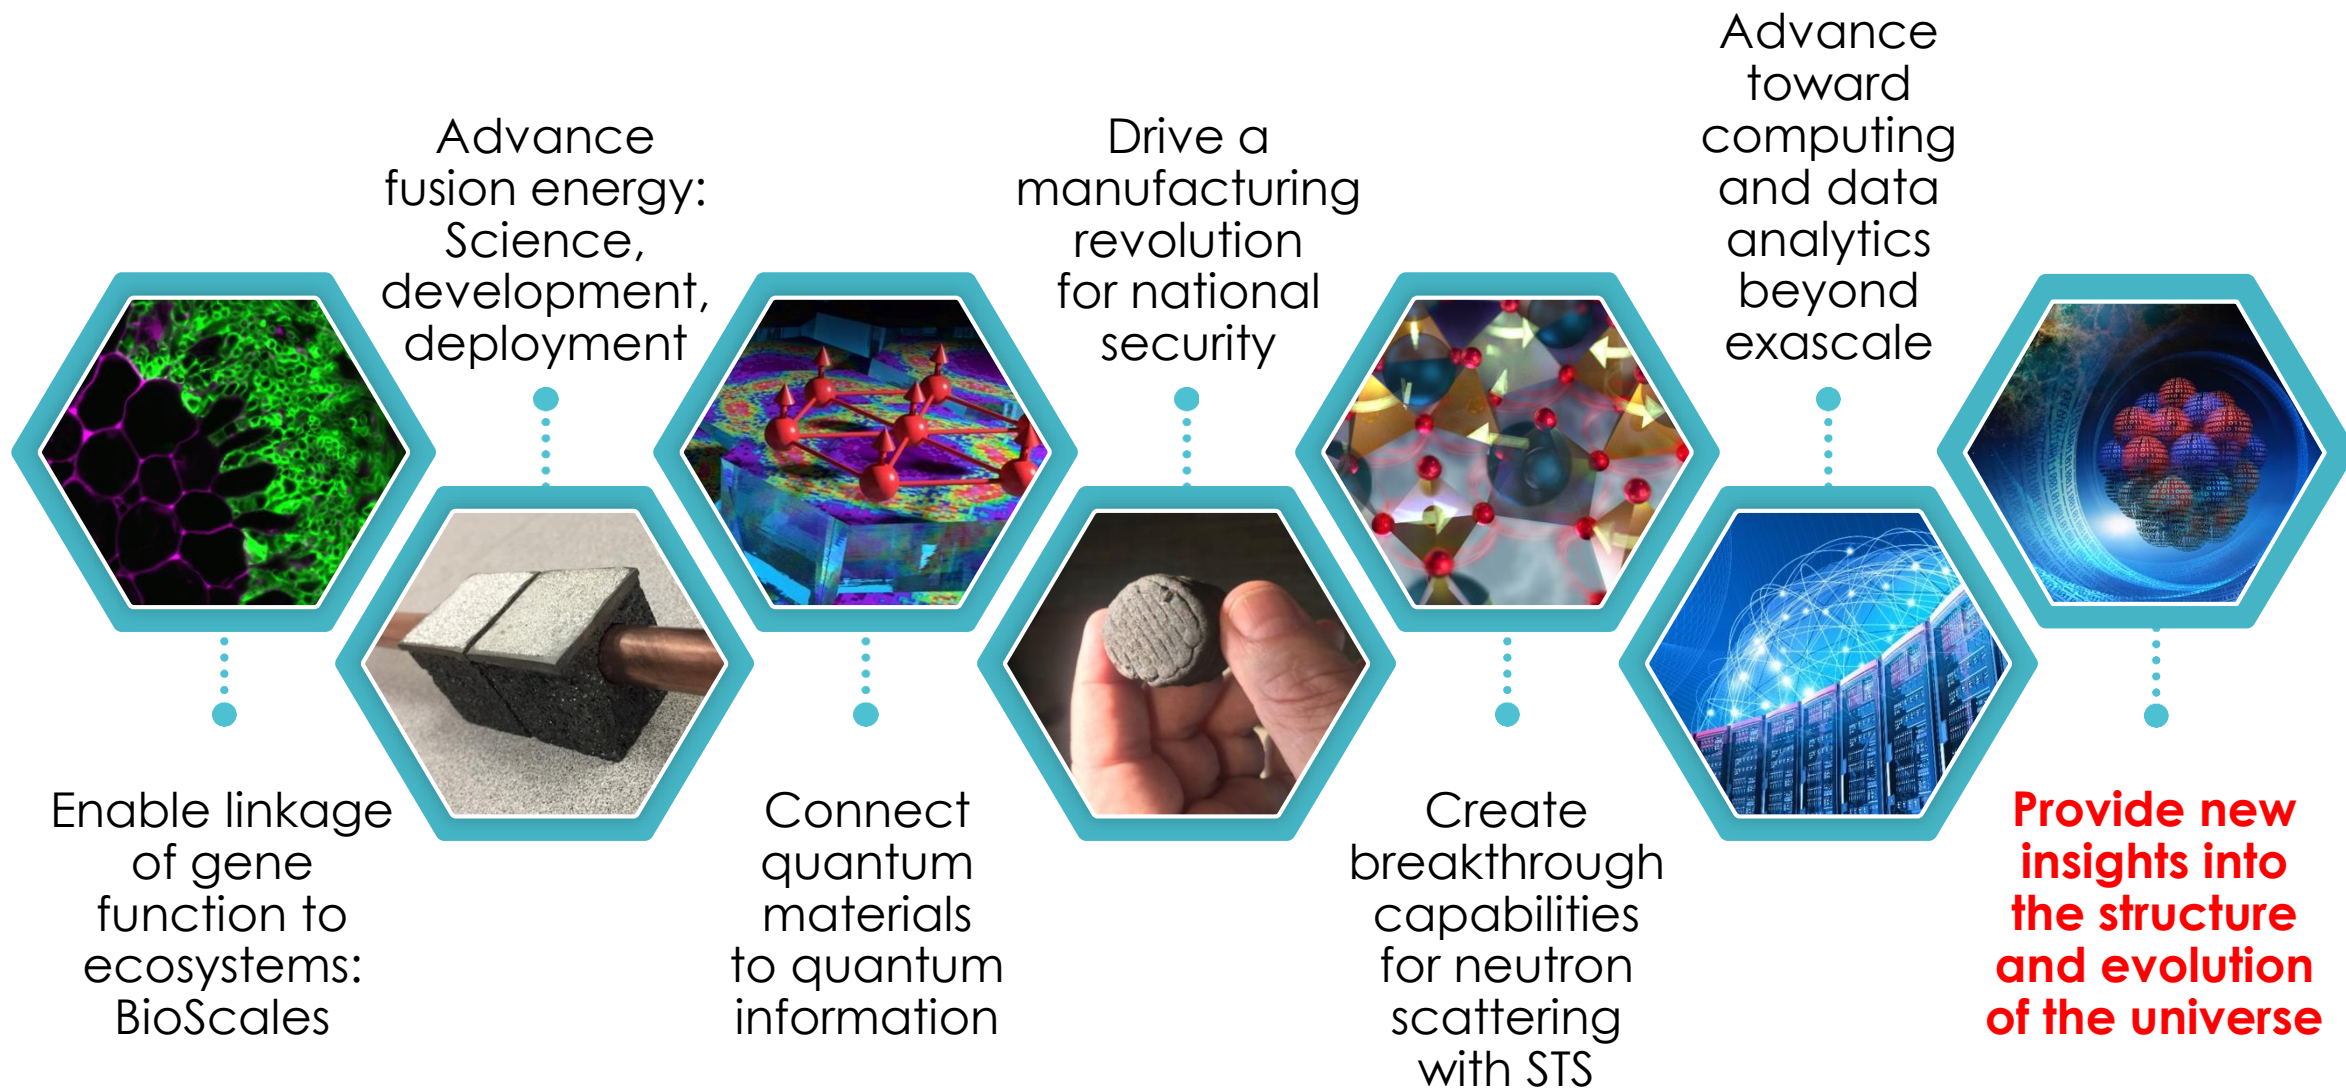 Enable linkage
of gene
function to
ecosystems:
BioScales
Advance
fusion energy:
Science,
development,
deployment
Connect
quantum
materials
to quantum
information
Drive a
manufacturing
revolution
for national
security
Create
breakthrough
capabilities
for neutron
scattering
with STS
Advance
toward
computing
and data
analytics
beyond
exascale
Provide new
insights into
the structure
and evolution
of the universe